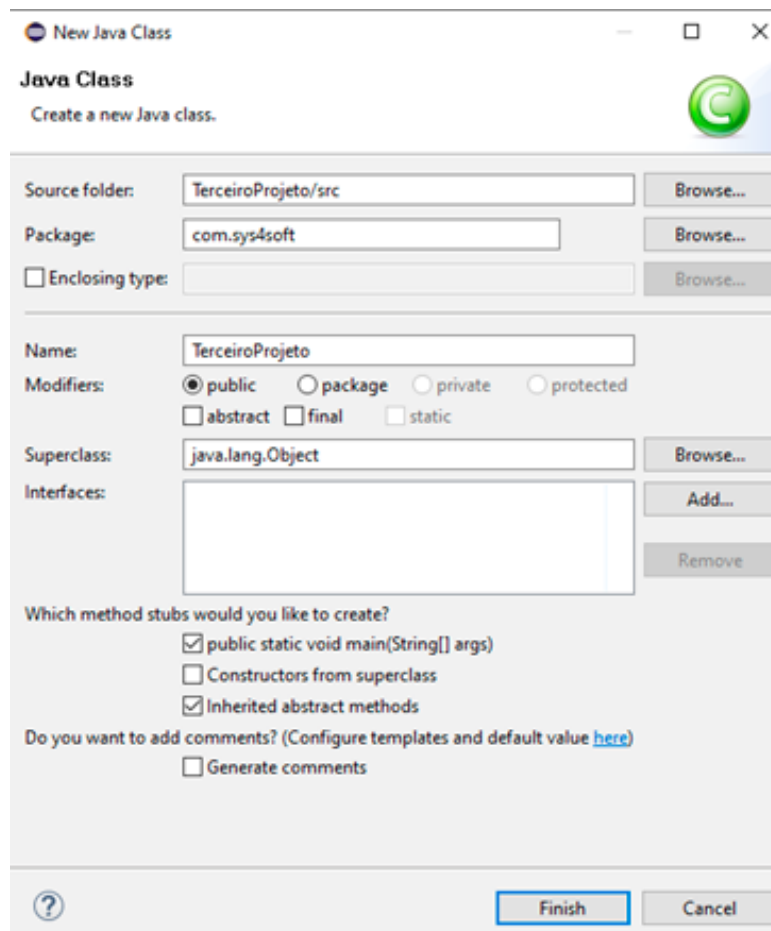 New Java Class
Java Class
Create a new Java class.
C
Source folder: TerceiroProjeto/src Browse...
Package: com.sys4soft Browse...
Enclosing type: Browse...
Name: TerceiroProjeto
Modifiers: public package private protected
abstract final static
Superclass: java.lang.Object Browse...
Interfaces: Add...
Remove
Which method stubs would you like to create?
public static void main(String[] args)
Constructors from superclass
Inherited abstract methods
Do you want to add comments? (Configure templates and default value here)
Generate comments
? Finish Cancel